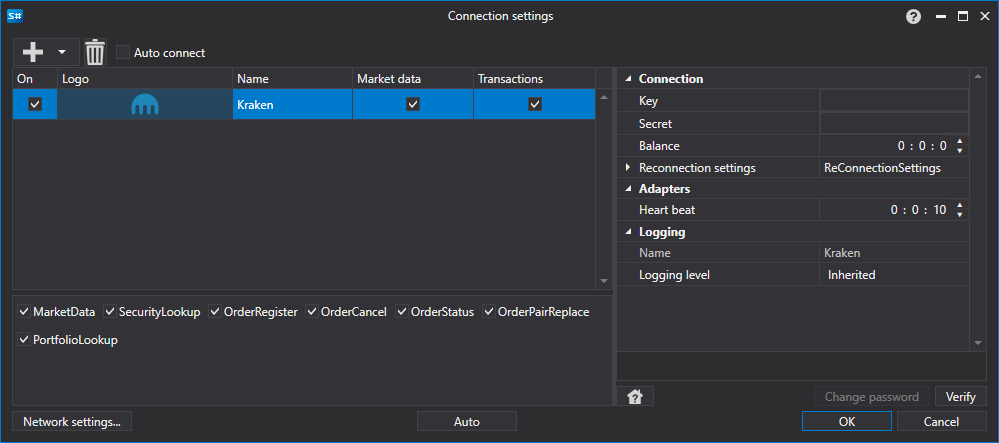 S# Connection settings ?
Auto connect
On Logo Name Market data Transactions
Kraken
MarketData SecurityLookup OrderRegister OrderCancel OrderStatus OrderPairReplace
PortfolioLookup
Connection
Key
Secret
Balance 0 : 0 : 0
Reconnection settings ReConnectionSettings
Adapters
Heart beat 0 : 0 : 10
Logging
Name Kraken
Logging level Inherited
? Change password Verify
Network settings... Auto OK Cancel